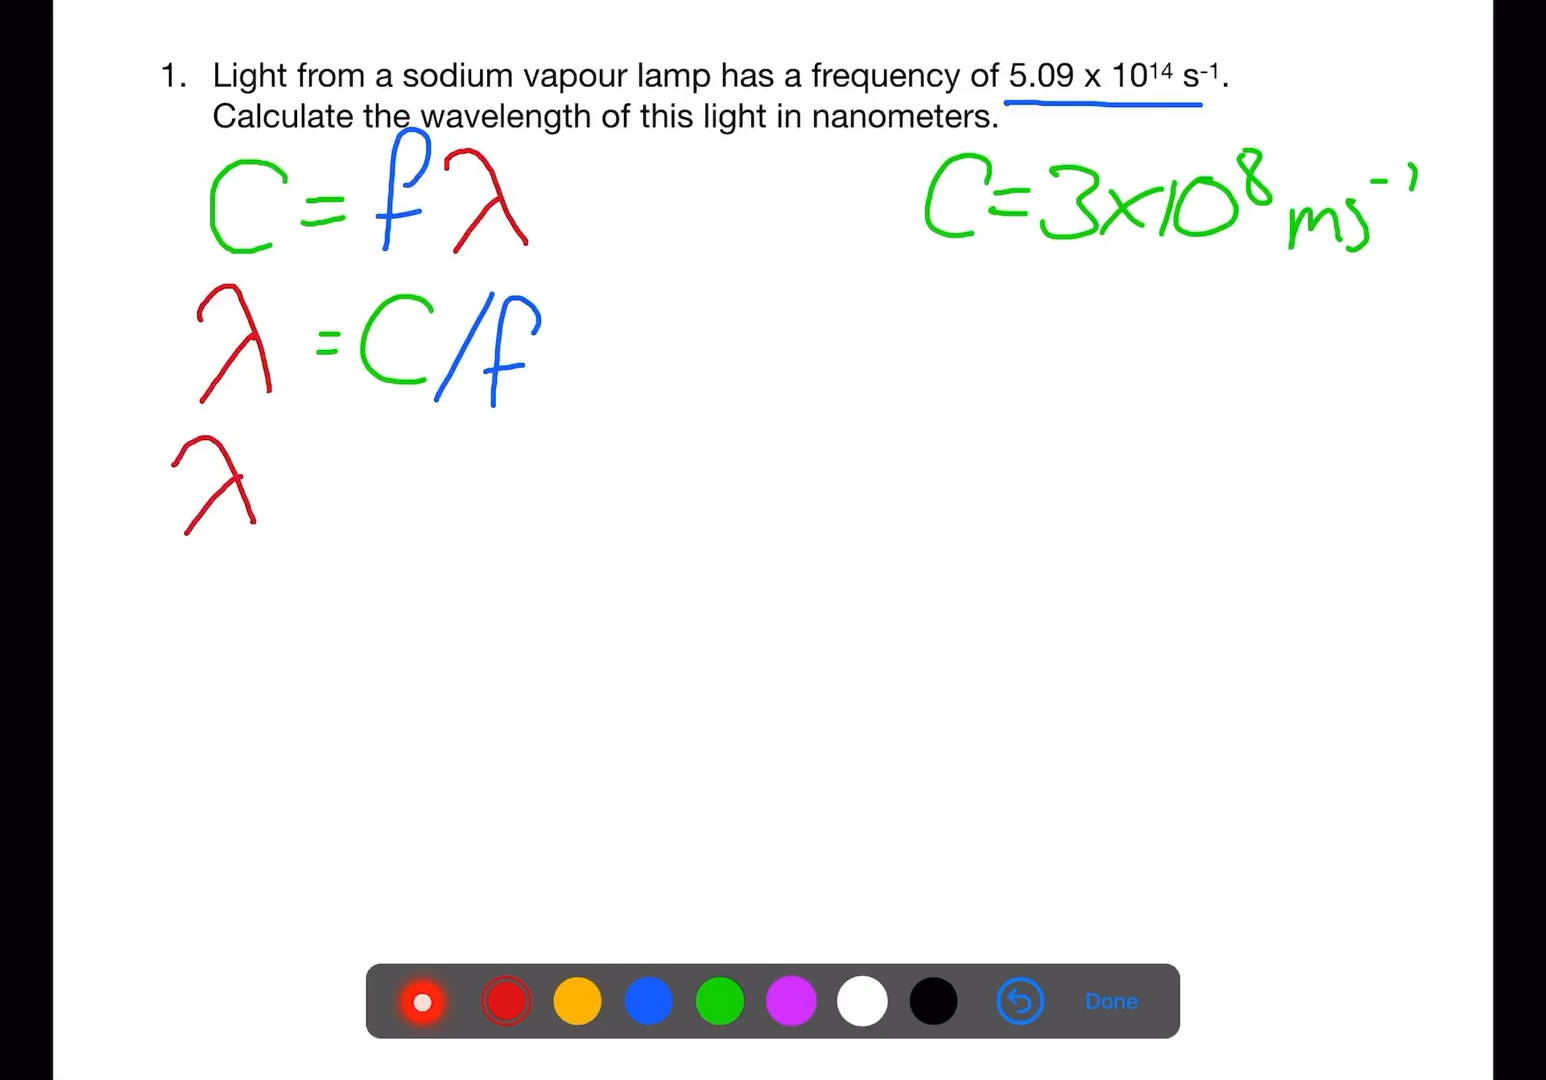 1. Light from a sodium vapour lamp has a frequency of 5.09 x 10¹⁴ s⁻¹.
Calculate the wavelength of this light in nanometers.
C = fλ
C = 3x10⁸ ms⁻¹
λ = C/f
λ
Done